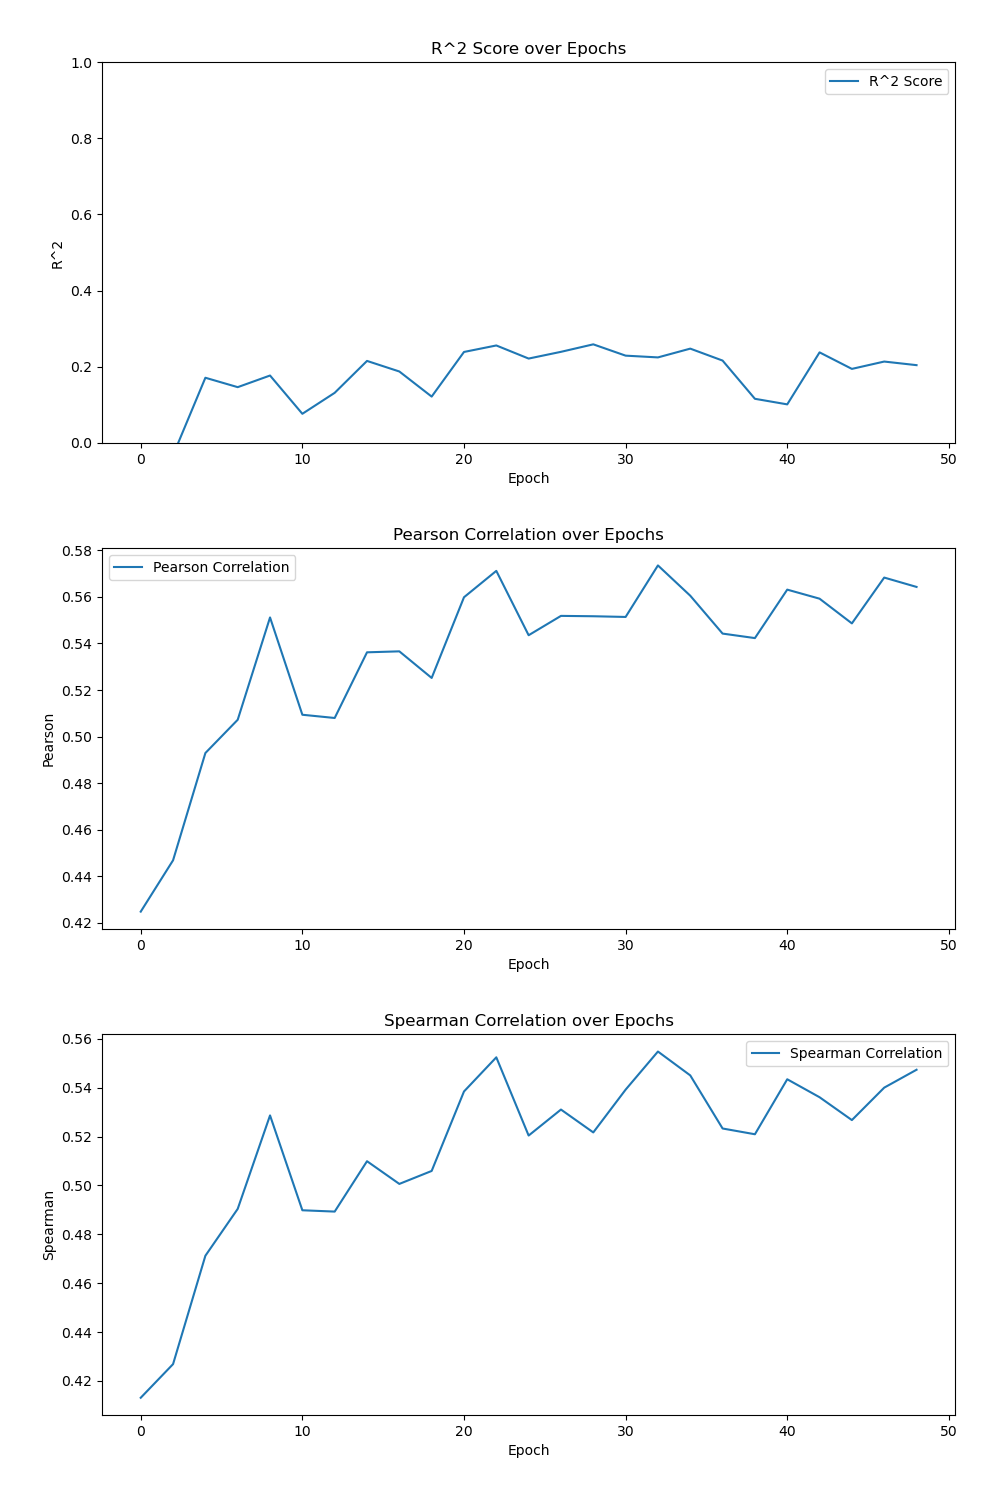 R^2 Score over Epochs
1.0
R^2 Score
0.8
0.6
R^2
0.4
0.2
0.0
0 10 20 30 40 50
Epoch
Pearson Correlation over Epochs
0.58
Pearson Correlation
0.56
0.54
0.52
0.50
Pearson
0.48
0.46
0.44
0.42
0 10 20 30 40 50
Epoch
Spearman Correlation over Epochs
0.56
Spearman Correlation
0.54
0.52
0.50
Spearman
0.48
0.46
0.44
0.42
0 10 20 30 40 50
Epoch